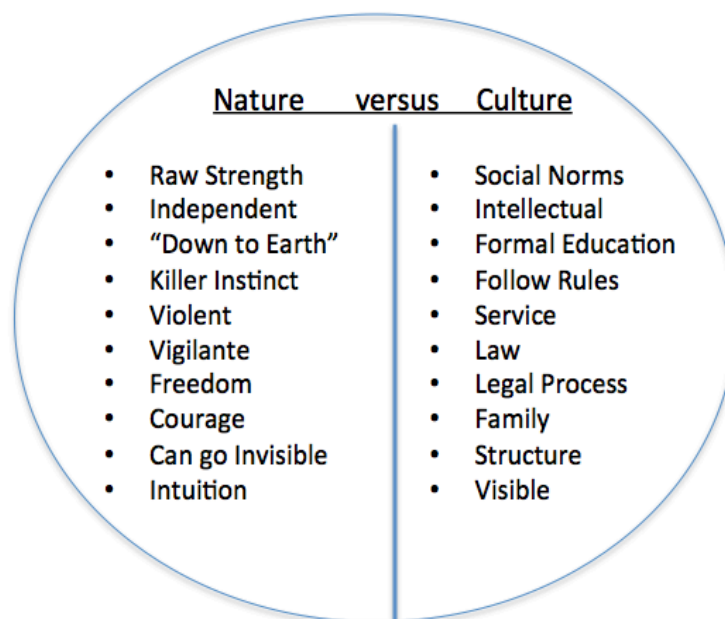 Nature versus Culture
• Raw Strength
• Independent
• “Down to Earth”
• Killer Instinct
• Violent
• Vigilante
• Freedom
• Courage
• Can go Invisible
• Intuition
• Social Norms
• Intellectual
• Formal Education
• Follow Rules
• Service
• Law
• Legal Process
• Family
• Structure
• Visible